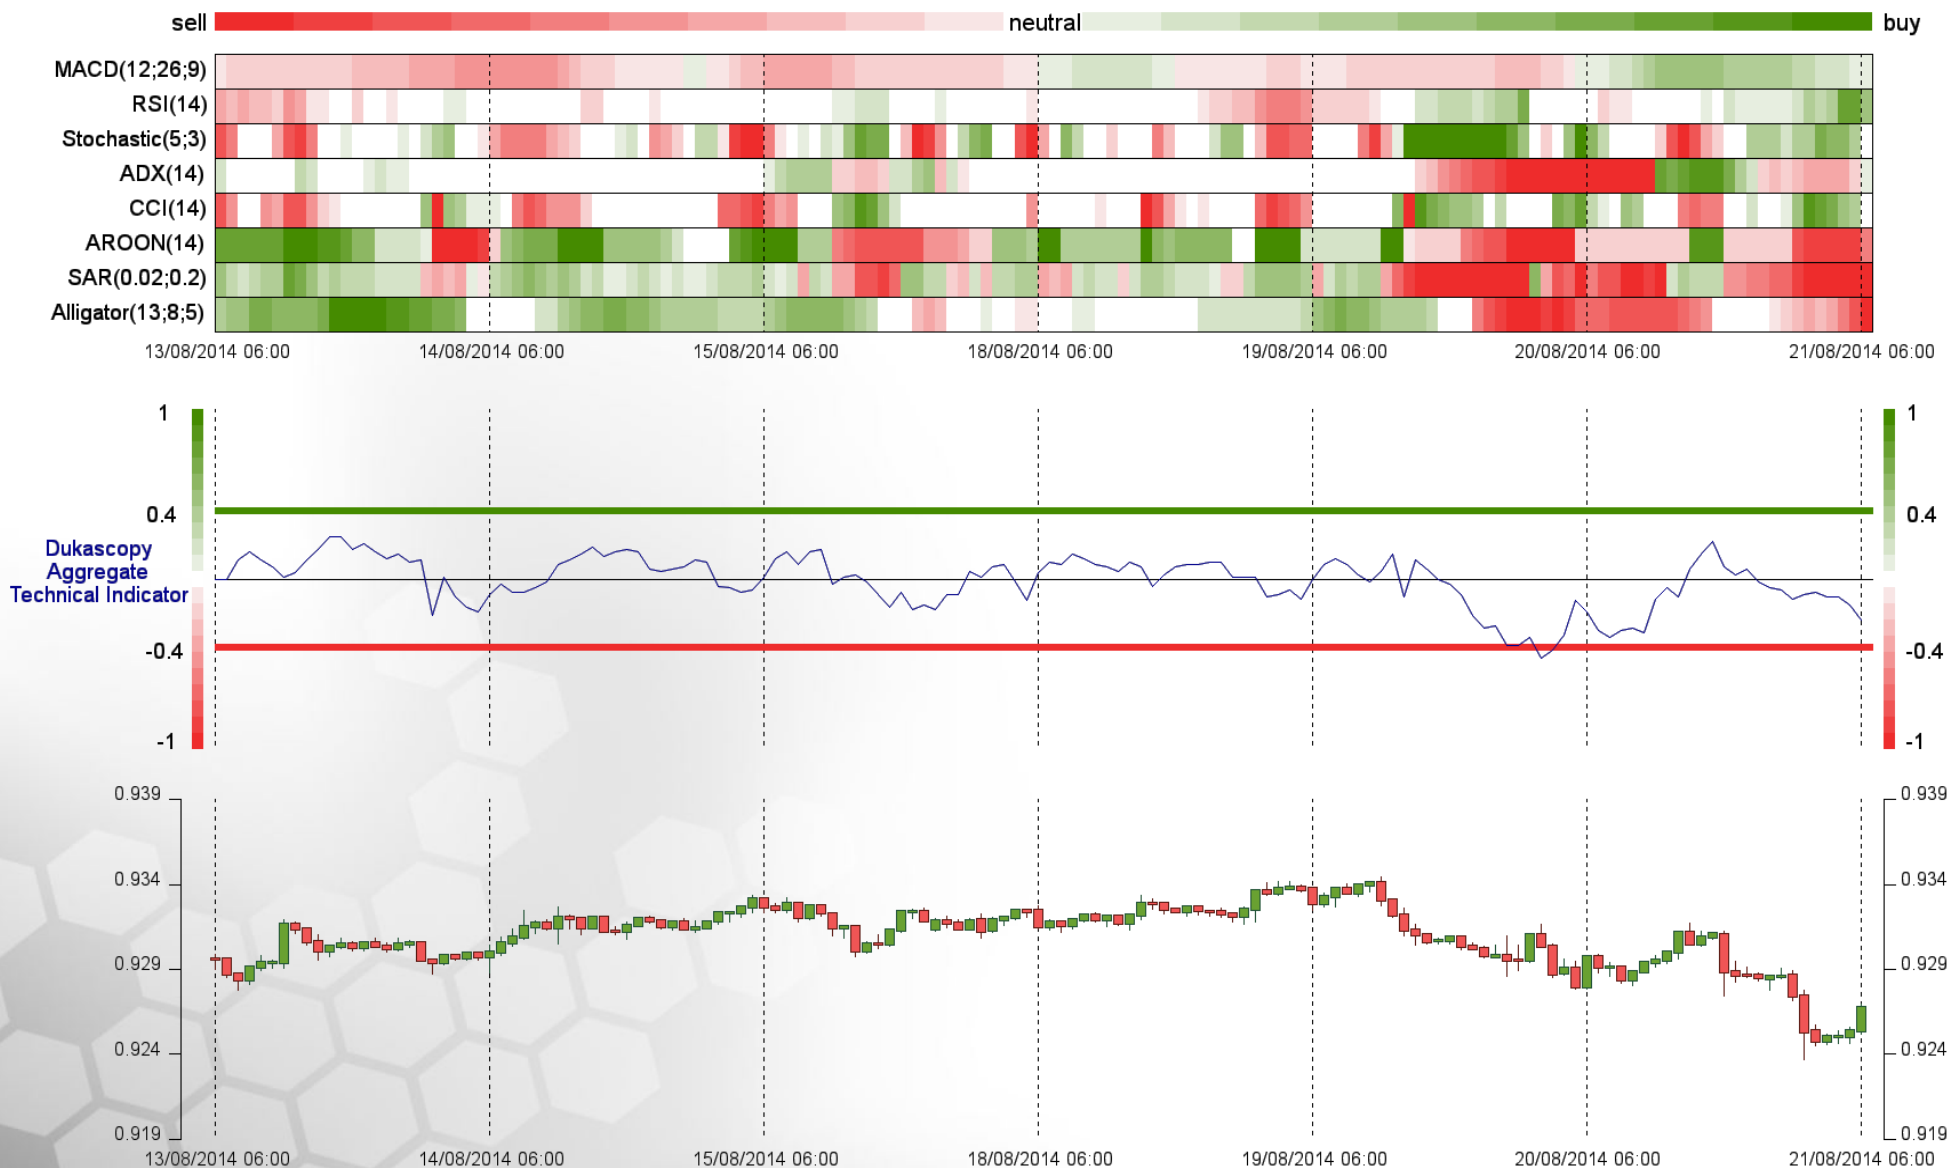 sell neutral buy
MACD(12;26;9)
RSI(14)
Stochastic(5;3)
ADX(14)
CCI(14)
AROON(14)
SAR(0.02;0.2)
Alligator(13;8;5)
13/08/2014 06:00 14/08/2014 06:00 15/08/2014 06:00 18/08/2014 06:00 19/08/2014 06:00 20/08/2014 06:00 21/08/2014 06:00
1 1
0.4 0.4
Dukascopy
Aggregate
Technical Indicator
-0.4 -0.4
-1 -1
0.939 0.939
0.934 0.934
0.929 0.929
0.924 0.924
0.919 0.919
13/08/2014 06:00 14/08/2014 06:00 15/08/2014 06:00 18/08/2014 06:00 19/08/2014 06:00 20/08/2014 06:00 21/08/2014 06:00